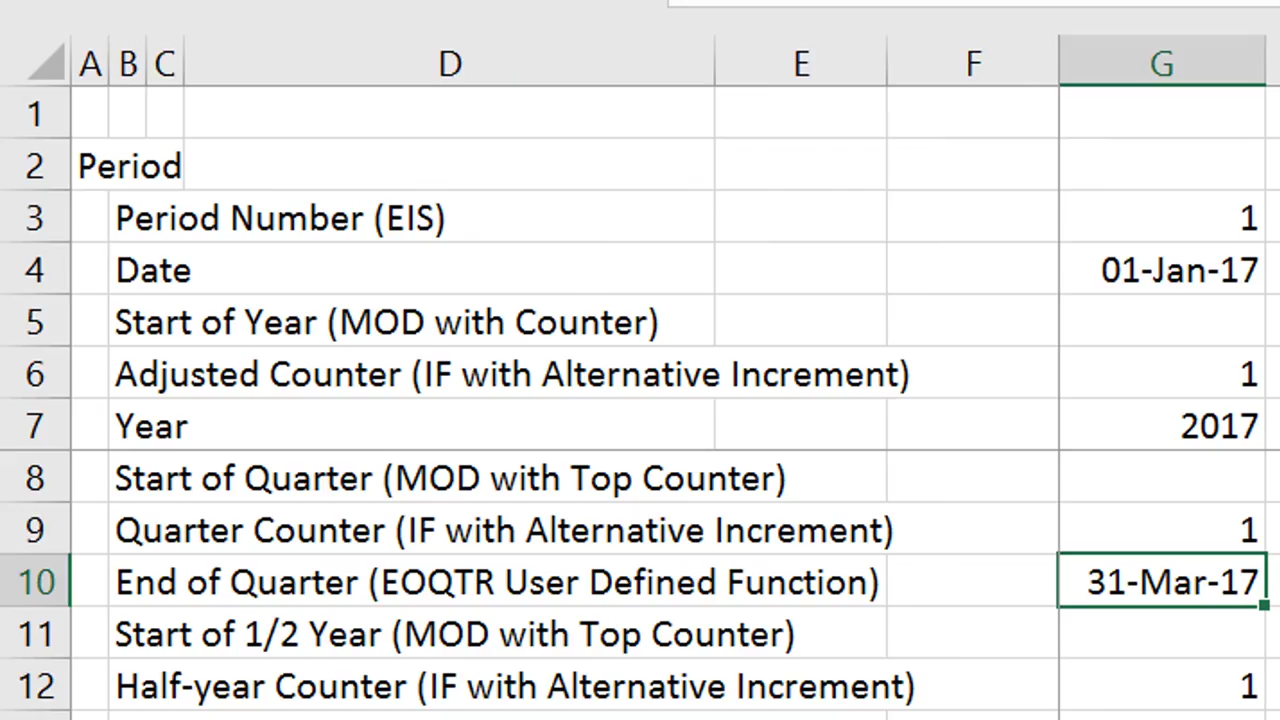 A B C D E F G
1
2 Period
3 Period Number (EIS) 1
4 Date 01-Jan-17
5 Start of Year (MOD with Counter)
6 Adjusted Counter (IF with Alternative Increment) 1
7 Year 2017
8 Start of Quarter (MOD with Top Counter)
9 Quarter Counter (IF with Alternative Increment) 1
10 End of Quarter (EOQTR User Defined Function) 31-Mar-17
11 Start of 1/2 Year (MOD with Top Counter)
12 Half-year Counter (IF with Alternative Increment) 1